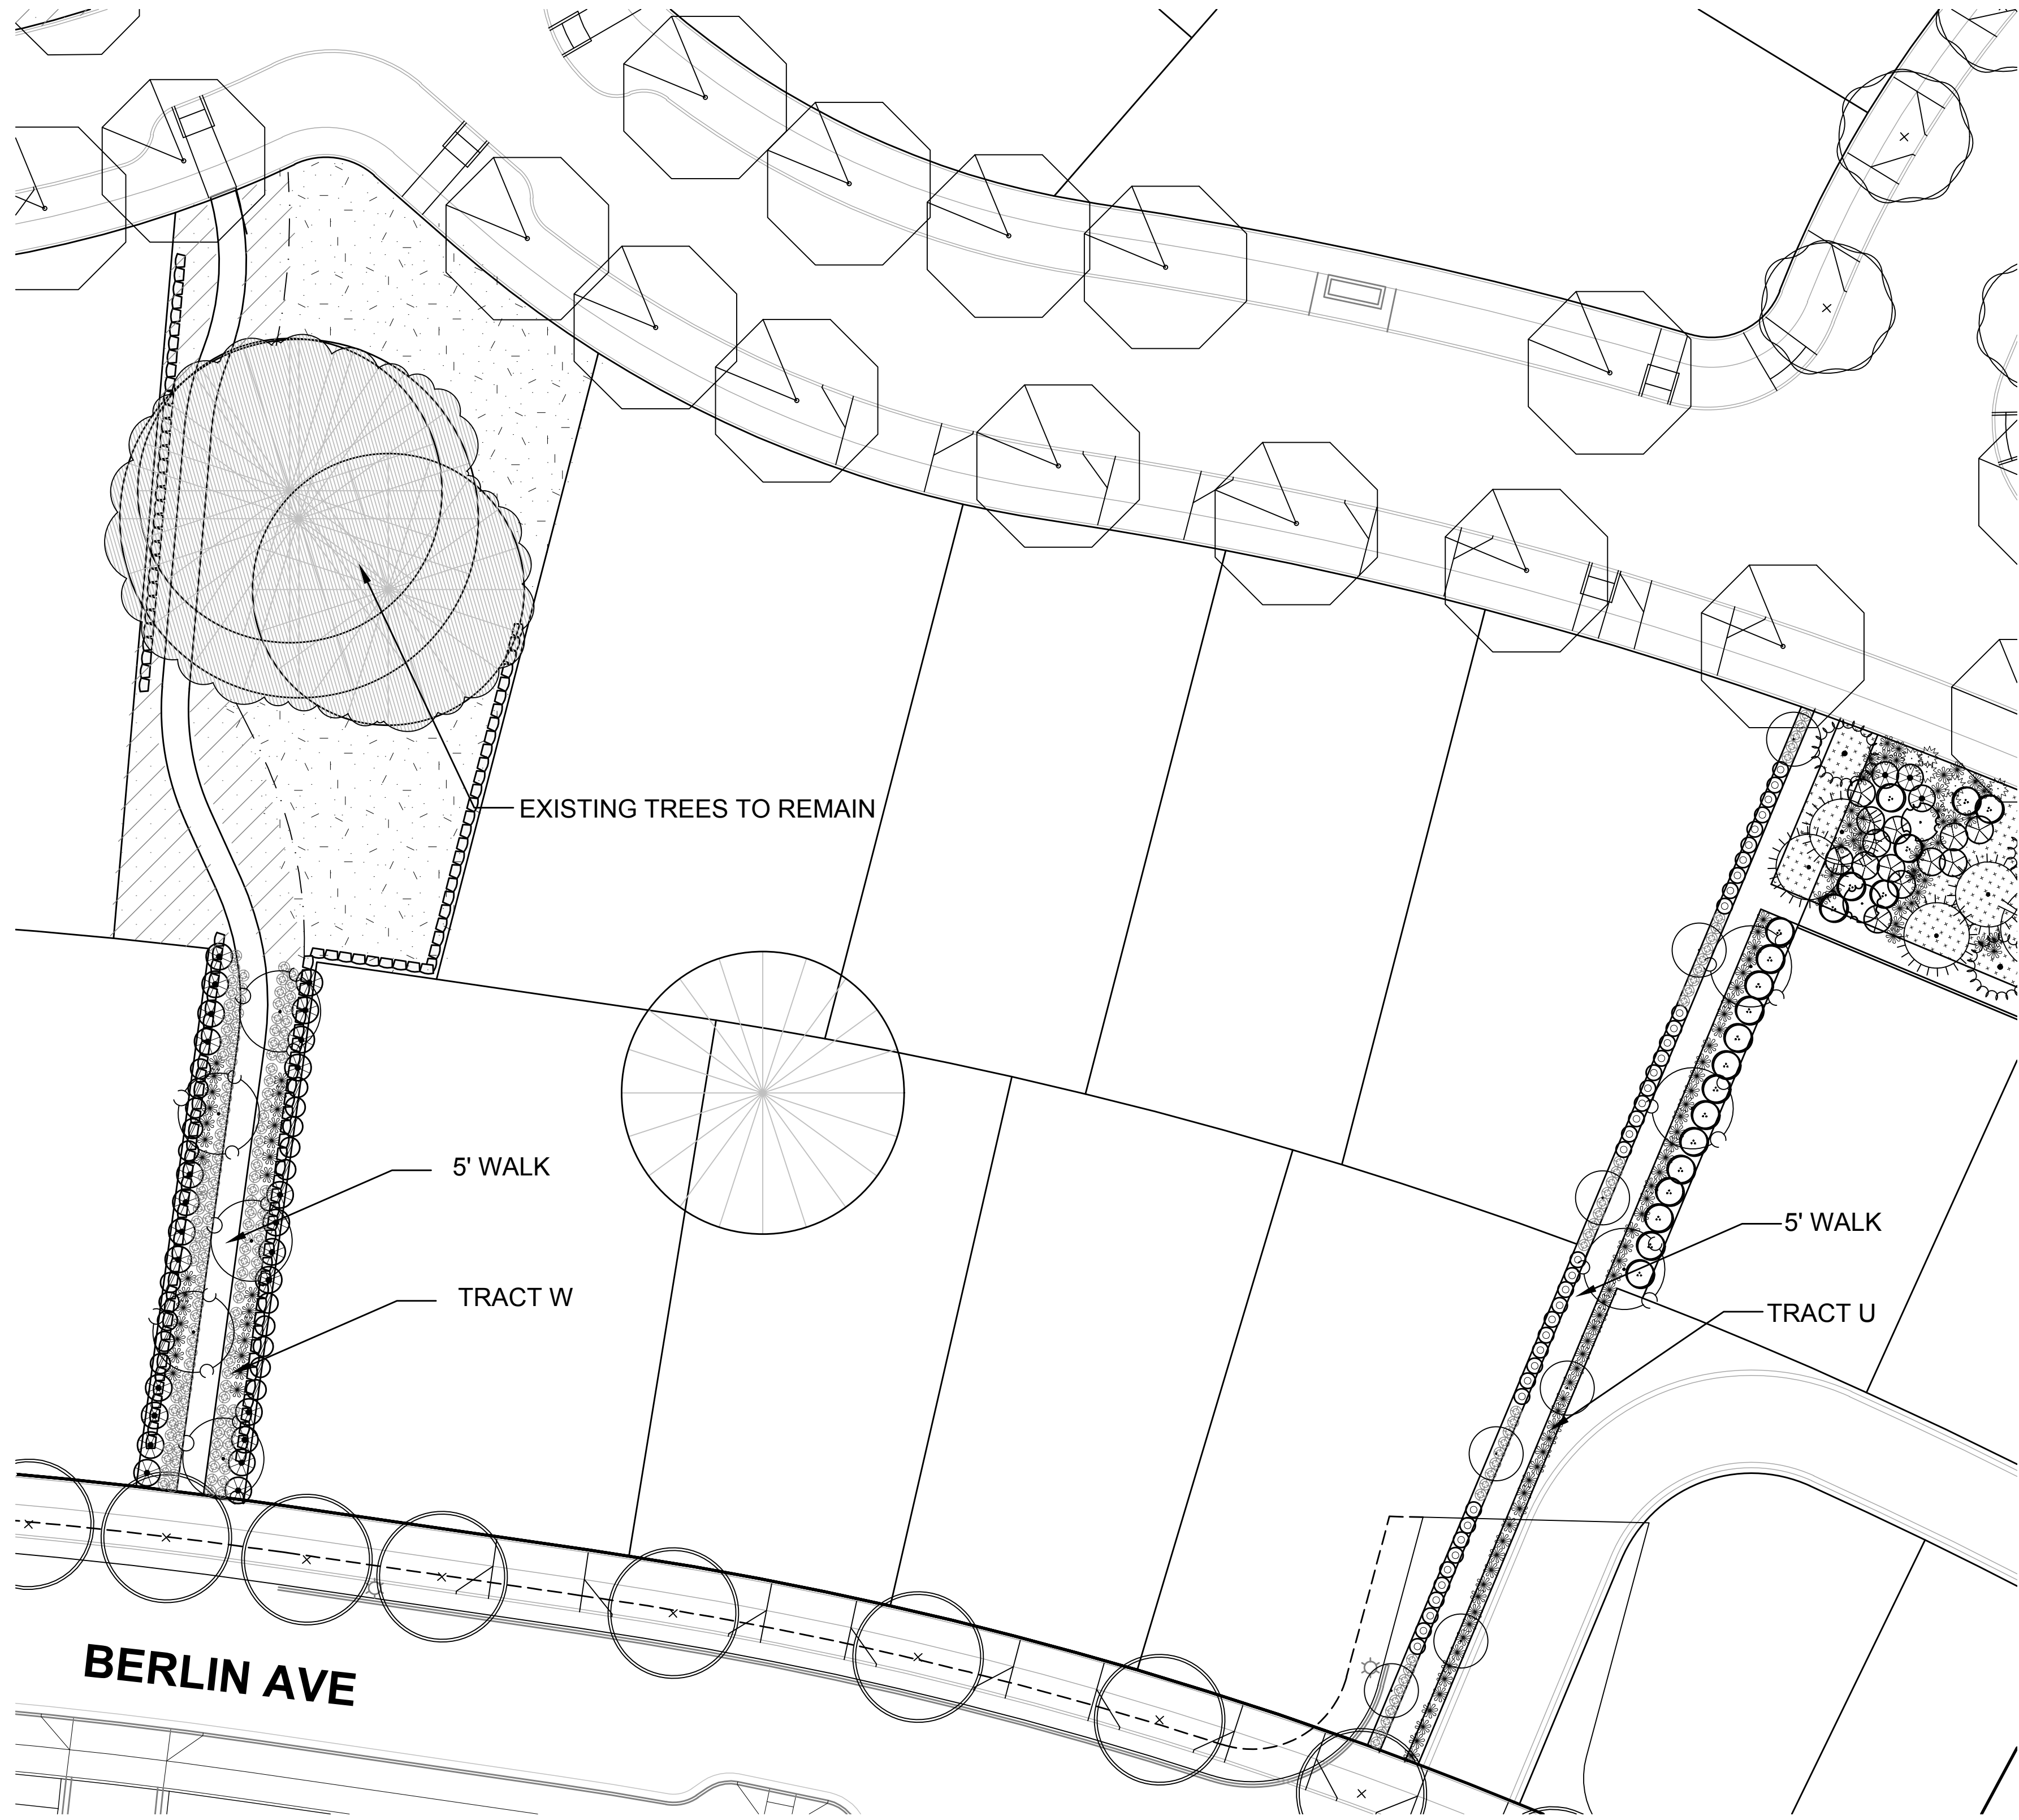 EXISTING TREES TO REMAIN
5' WALK
5' WALK
TRACT W
TRACT U
BERLIN AVE